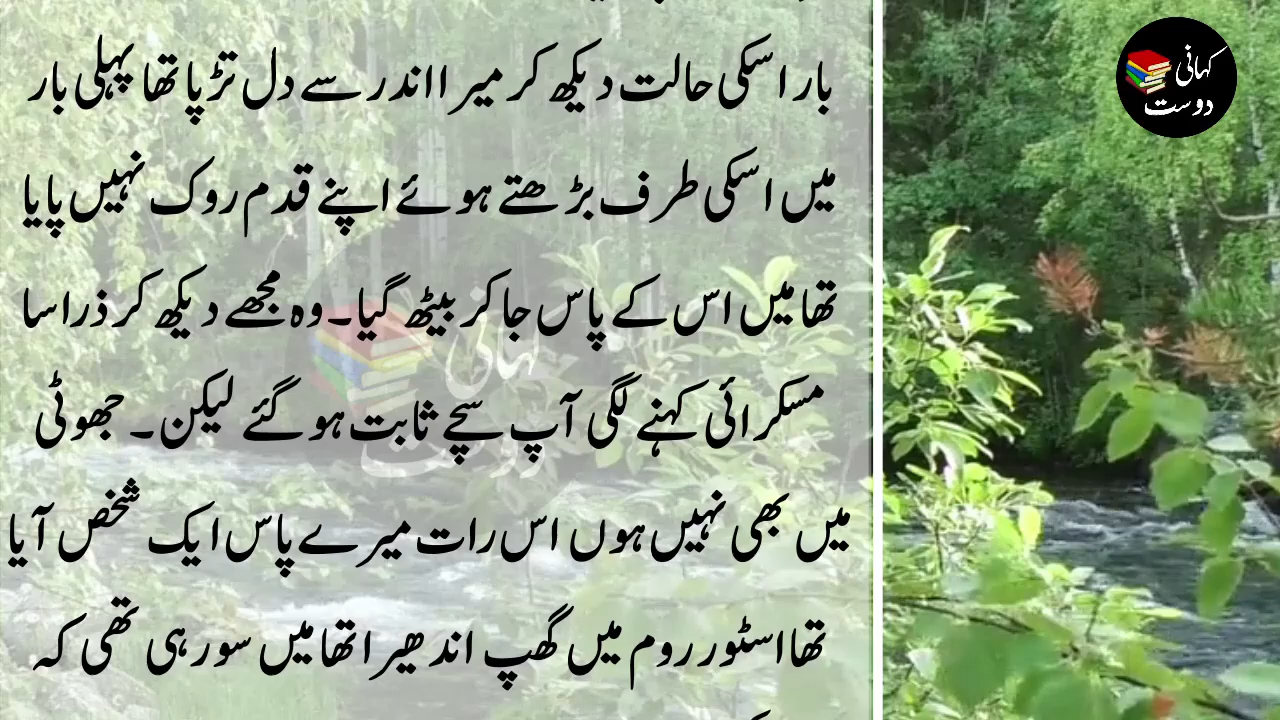 بار اسکی حالت دیکھ کر میرا اندر سے دل تڑپا تھا پہلی بار
میں اسکی طرف بڑھتے ہوئے اپنے قدم روک نہیں پایا
تھا میں اس کے پاس جا کر بیٹھ گیا۔ وہ مجھے دیکھ کر ذرا سا
مسکرائی کہنے لگی آپ سچے ثابت ہو گئے لیکن۔ جھوٹی
میں بھی نہیں ہوں اس رات میرے پاس ایک شخص آیا
تھا اسٹور روم میں گھپ اندھیرا تھا میں سو رہی تھی کہ
کہانی
دوست
کہانی
دوست